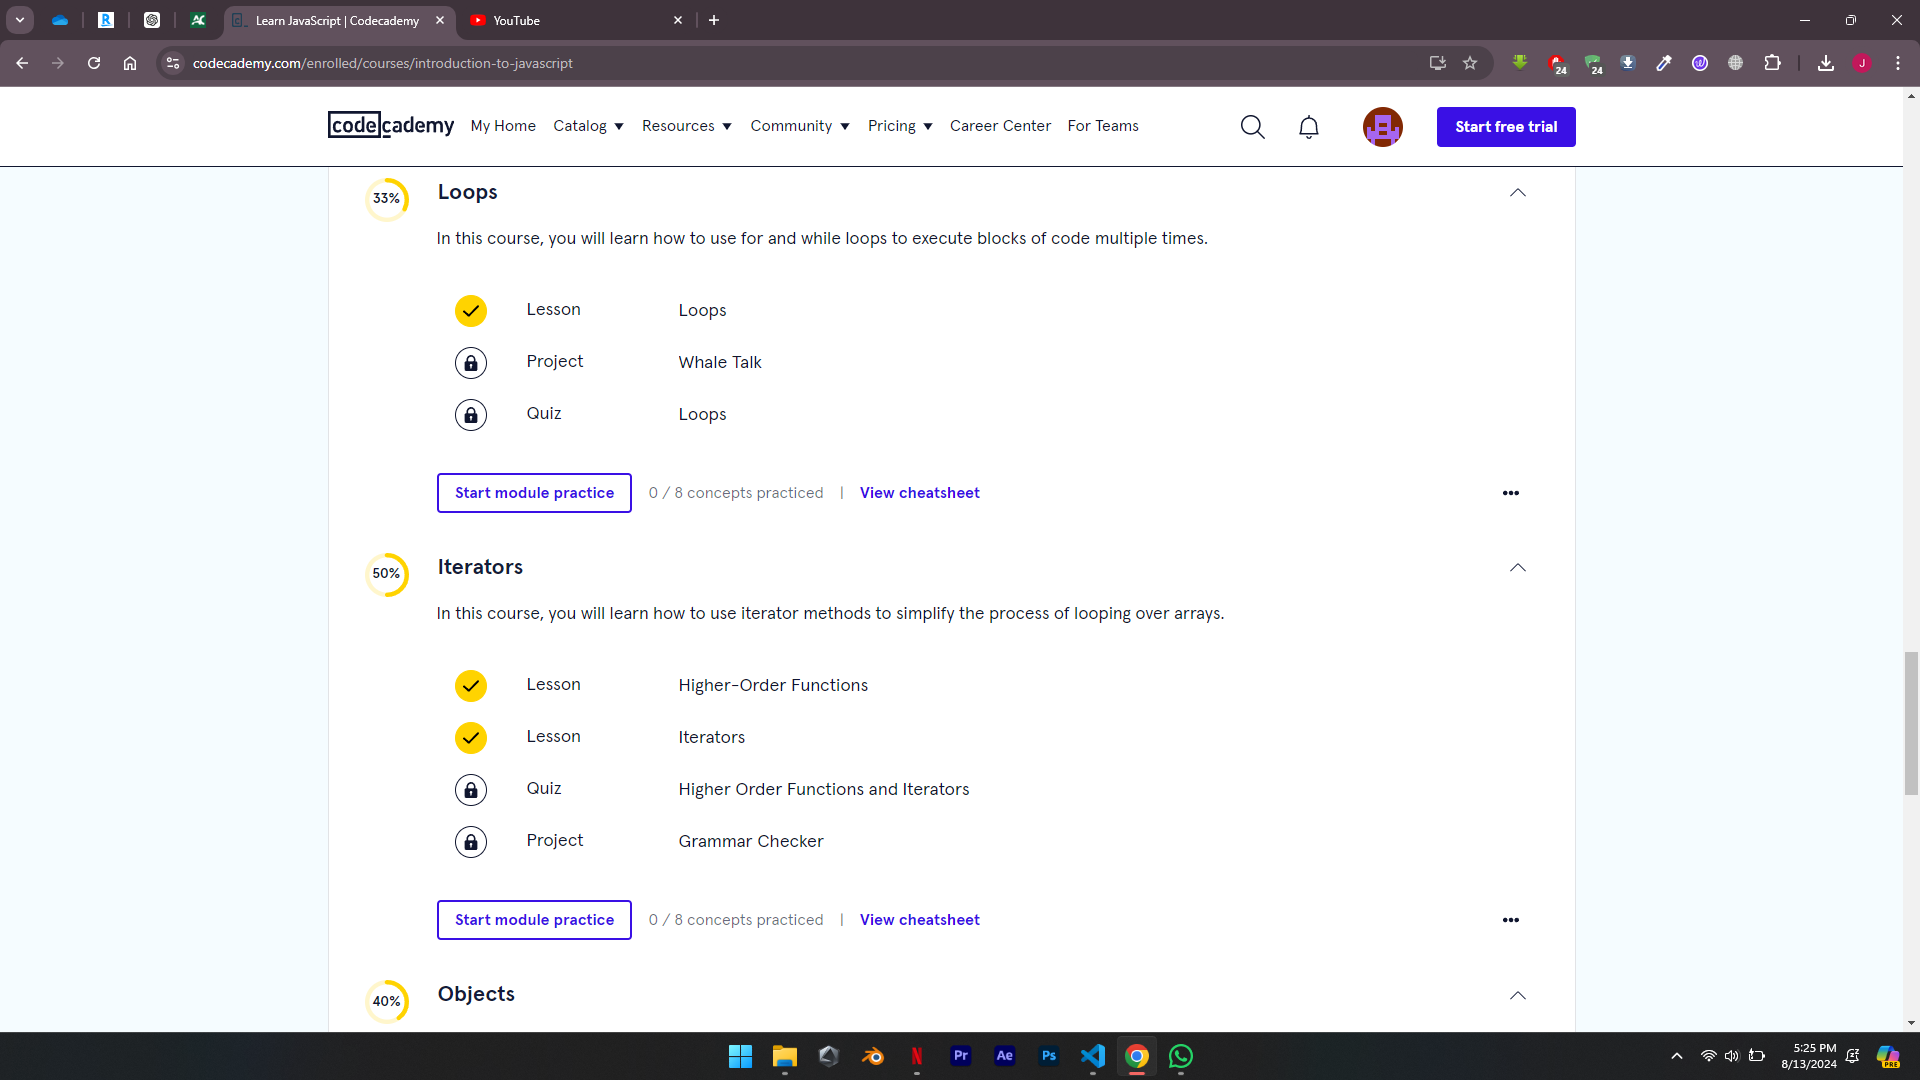 Learn JavaScript | Codecademy
YouTube
codecademy.com/enrolled/courses/introduction-to-javascript
24
24
J
codecademy
My Home
Catalog
Resources
Community
Pricing
Career Center
For Teams
Start free trial
33%
Loops
In this course, you will learn how to use for and while loops to execute blocks of code multiple times.
Lesson
Loops
Project
Whale Talk
Quiz
Loops
Start module practice
0 / 8 concepts practiced
|
View cheatsheet
50%
Iterators
In this course, you will learn how to use iterator methods to simplify the process of looping over arrays.
Lesson
Higher-Order Functions
Lesson
Iterators
Quiz
Higher Order Functions and Iterators
Project
Grammar Checker
Start module practice
0 / 8 concepts practiced
|
View cheatsheet
40%
Objects
N
Pr
Ae
Ps
5:25 PM
8/13/2024
PRE